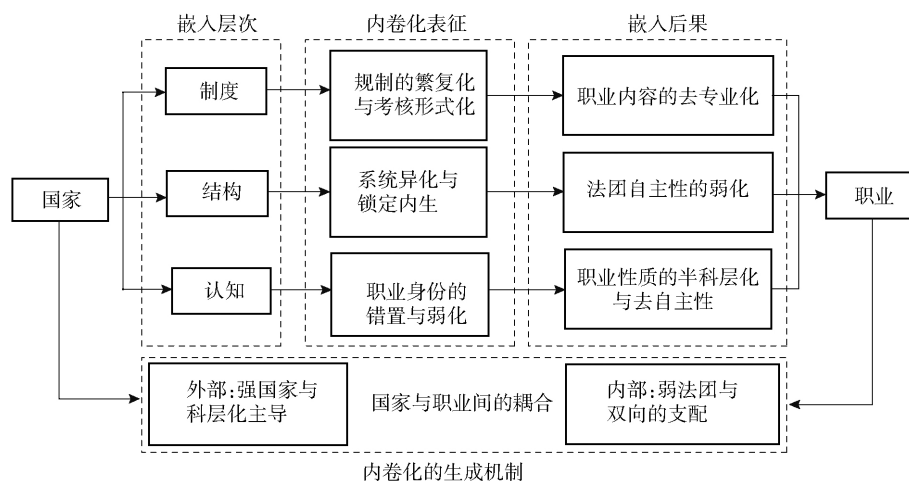 嵌入层次
内卷化表征
嵌入后果
制度
规制的繁复化
与考核形式化
职业内容的去专业化
国家
结构
系统异化与
锁定内生
法团自主性的弱化
职业
认知
职业身份的
错置与弱化
职业性质的半科层化
与去自主性
外部:强国家与
科层化主导
国家与职业间的耦合
内部:弱法团与
双向的支配
内卷化的生成机制